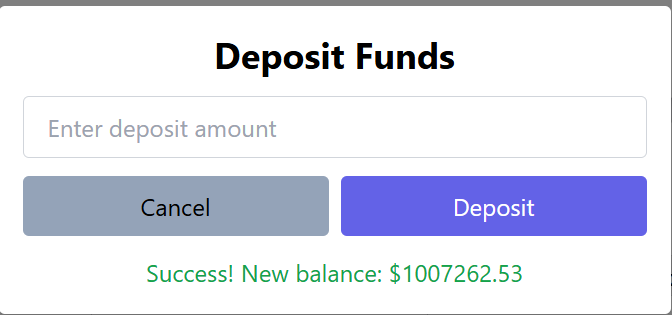 Deposit Funds
Enter deposit amount
Cancel
Deposit
Success! New balance: $1007262.53